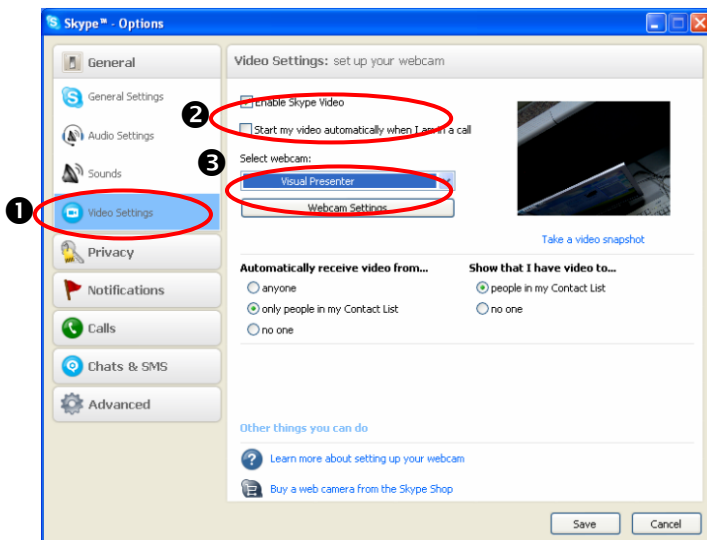 Skype™ - Options
General
General Settings
Audio Settings
Sounds
Video Settings
Privacy
Notifications
Calls
Chats & SMS
Advanced
Video Settings: set up your webcam
❷
Enable Skype Video
Start my video automatically when I am in a call
❸
Select webcam:
Visual Presenter
Webcam Settings
❶
Take a video snapshot
Automatically receive video from...
anyone
only people in my Contact List
no one
Show that I have video to...
people in my Contact List
no one
Other things you can do
Learn more about setting up your webcam
Buy a web camera from the Skype Shop
Save
Cancel